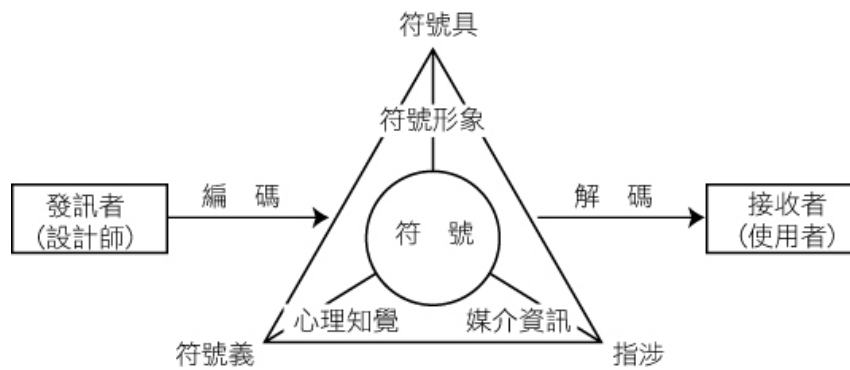 符號具
符號形象
發訊者
(設計師)
編 碼
符 號
解 碼
接收者
(使用者)
心理知覺
媒介資訊
符號義
指涉